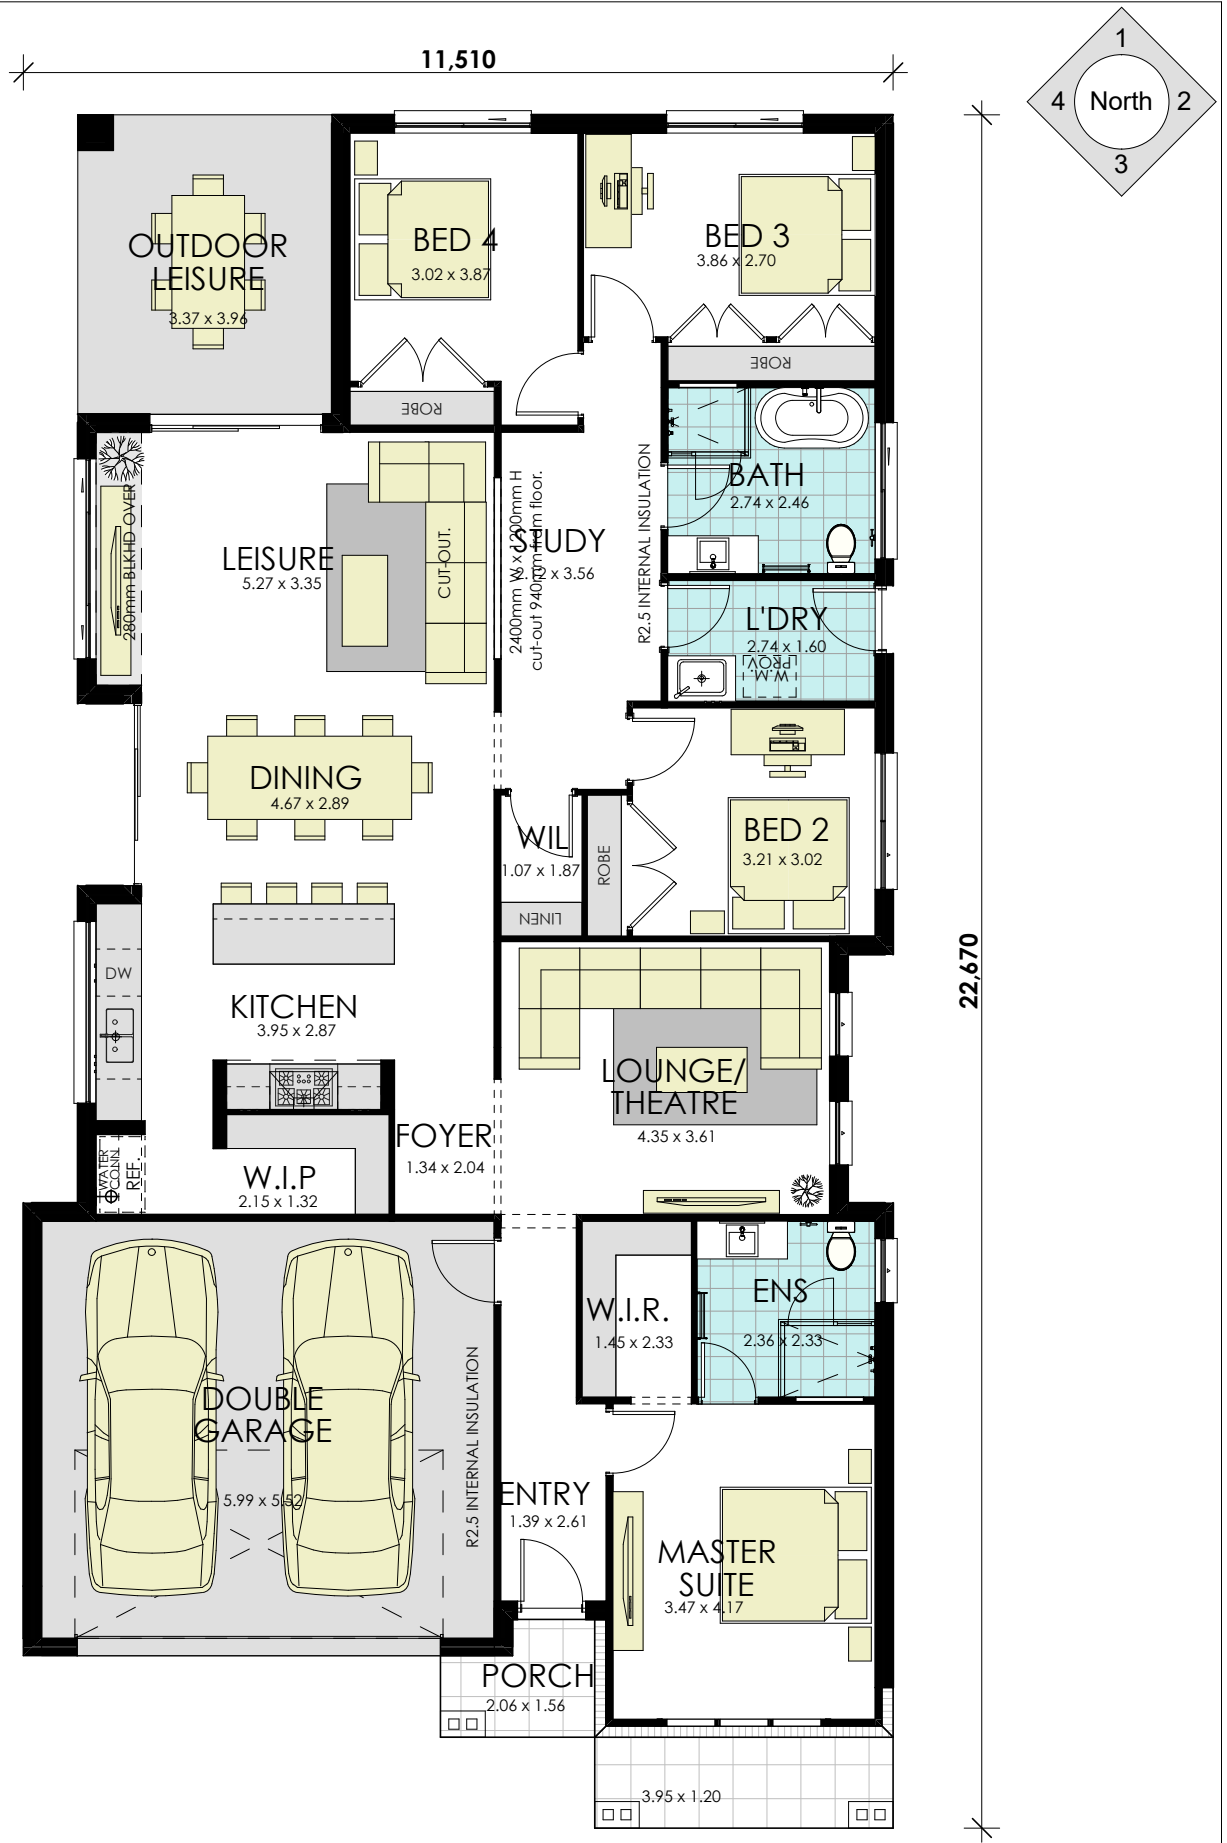 11,510
1
4 North 2
3
OUTDOOR
LEISURE
3.37 x 3.96
BED 4
3.02 x 3.87
BED 3
3.86 x 2.70
ROBE
ROBE
280mm BLKHD OVER
LEISURE
5.27 x 3.35
CUT-OUT.
2400mm W x 1200mm H
cut-out 940mm from floor.
STUDY
R2.5 INTERNAL INSULATION
BATH
2.74 x 2.46
L'DRY
2.74 x 1.60
W.M.
PROV.
DINING
4.67 x 2.89
WIL
1.07 x 1.87
ROBE
LINEN
BED 2
3.21 x 3.02
22,670
DW
KITCHEN
3.95 x 2.87
LOUNGE/
THEATRE
4.35 x 3.61
FOYER
1.34 x 2.04
WATER
CONN.
REF.
W.I.P
2.15 x 1.32
W.I.R.
1.45 x 2.33
ENS
2.36 x 2.33
DOUBLE
GARAGE
5.99 x 5.52
R2.5 INTERNAL INSULATION
ENTRY
1.39 x 2.61
MASTER
SUITE
3.47 x 4.17
PORCH
2.06 x 1.56
3.95 x 1.20